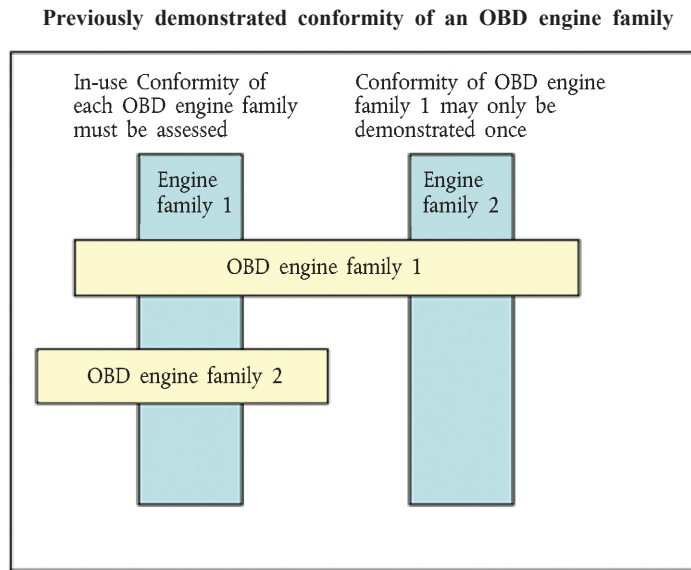 Previously demonstrated conformity of an OBD engine family
In-use Conformity of
each OBD engine family
must be assessed
Conformity of OBD engine
family 1 may only be
demonstrated once
Engine
family 1
Engine
family 2
OBD engine family 1
OBD engine family 2